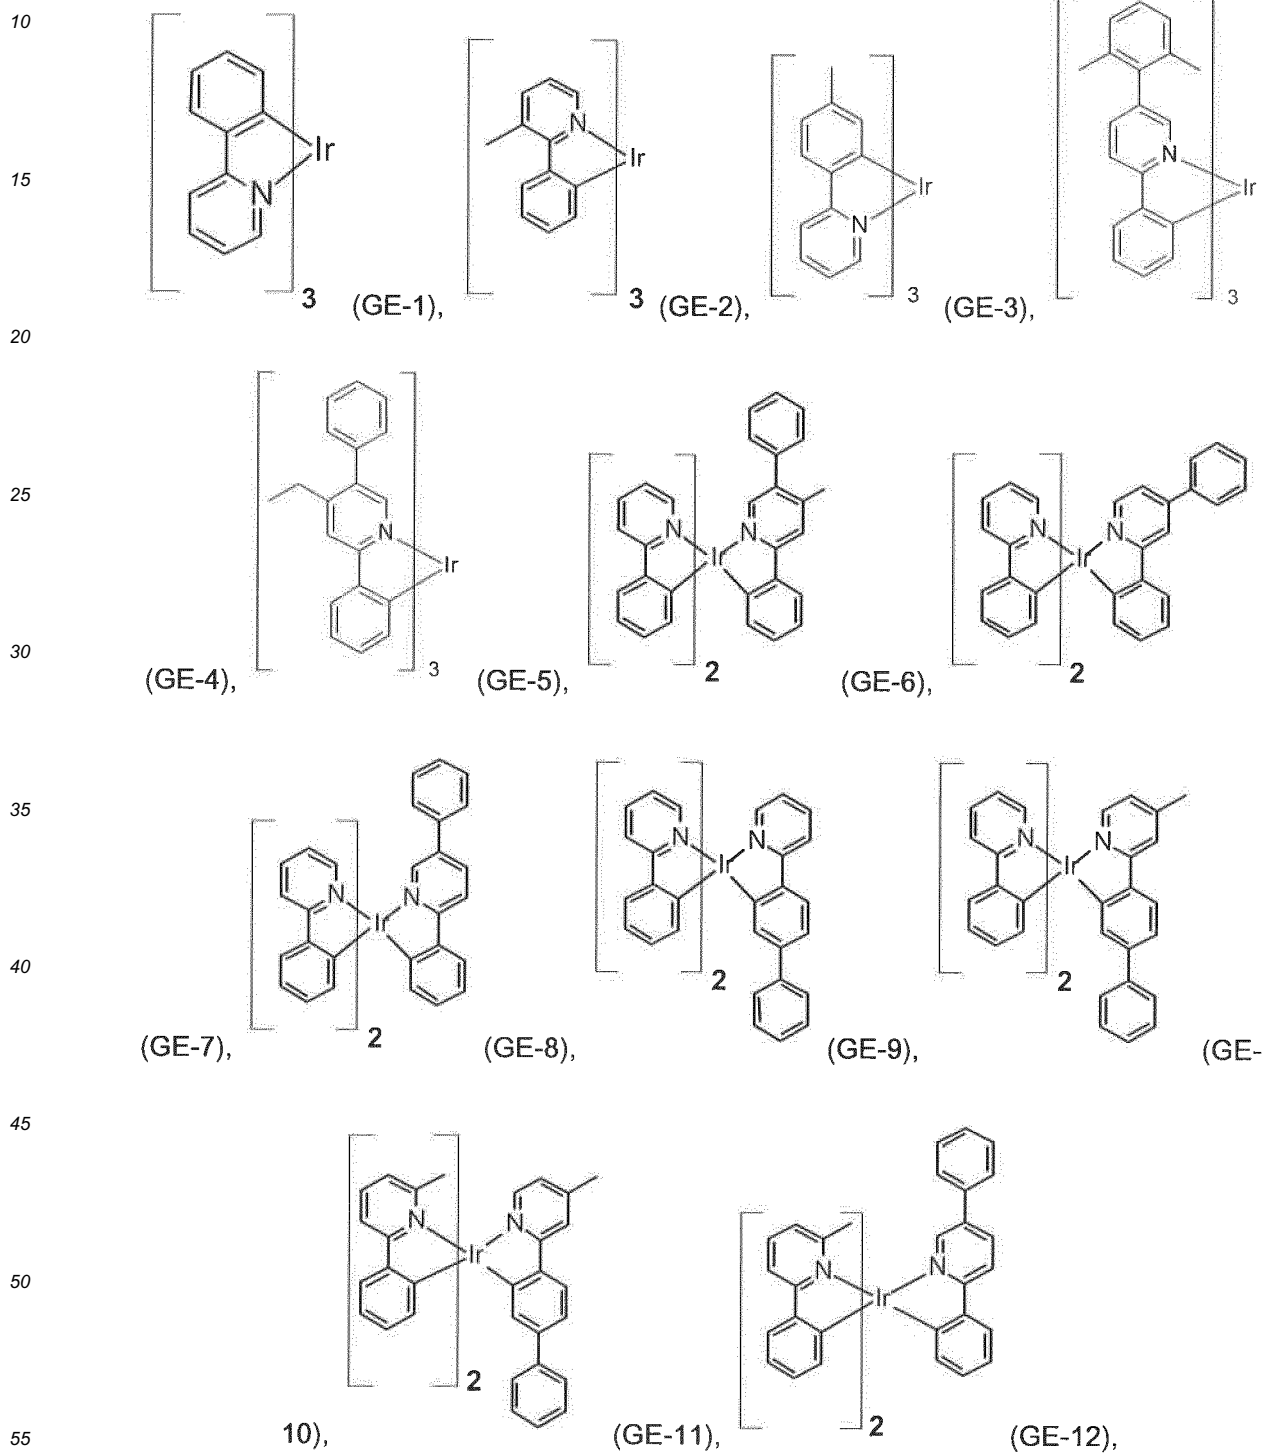 10
Ir
N
3
(GE-1),
N
Ir
3
(GE-2),
Ir
N
3
(GE-3),
N
Ir
3
15
20
25
(GE-4),
N
Ir
3
(GE-5),
N
Ir
N
2
(GE-6),
N
Ir
N
2
30
35
(GE-7),
N
Ir
N
2
(GE-8),
N
Ir
N
2
(GE-9),
N
Ir
N
2
(GE-
40
45
10),
N
Ir
N
2
(GE-11),
N
Ir
N
2
(GE-12),
50
55